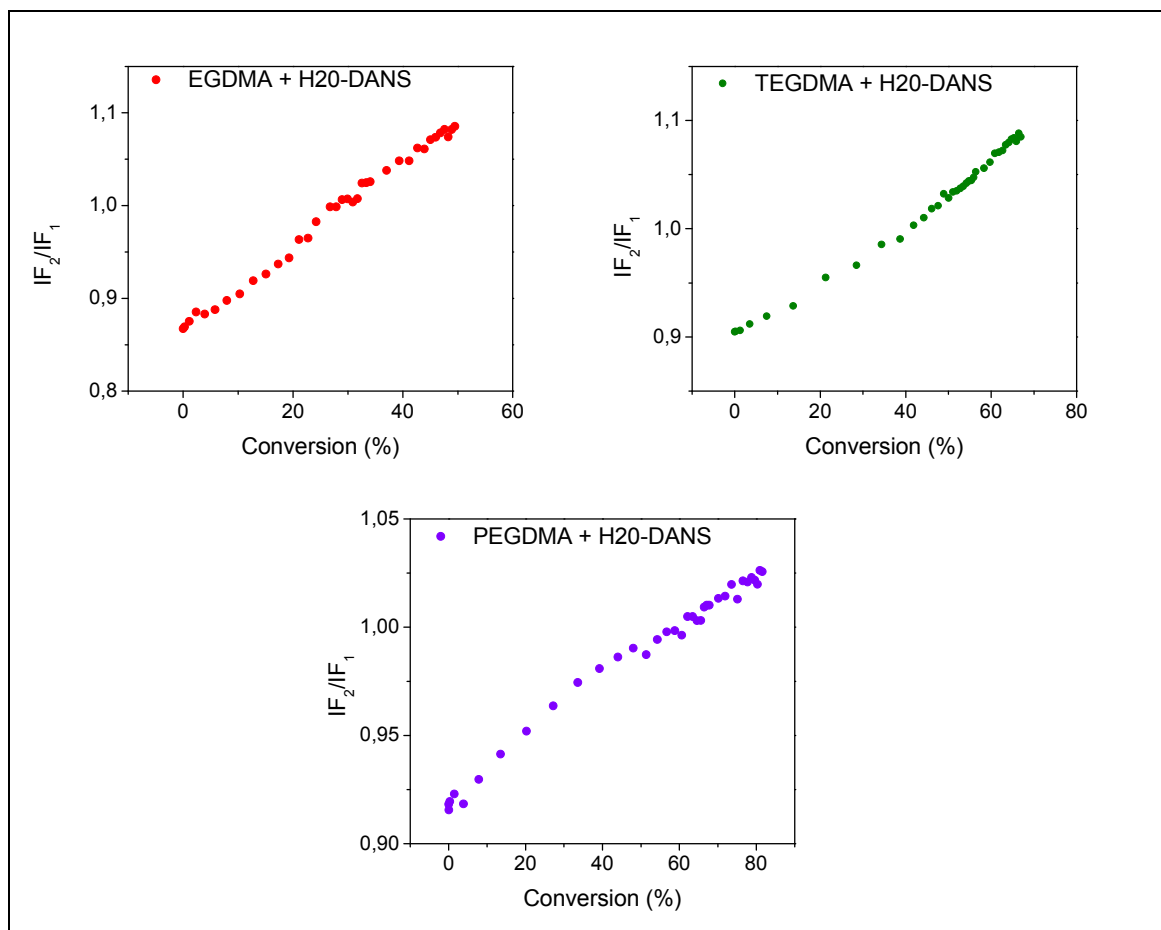 EGDMA + H20-DANS
1,1
1,0
0,9
0,8
IF2/IF1
0 20 40 60
Conversion (%)
TEGDMA + H20-DANS
1,1
1,0
0,9
IF2/IF1
0 20 40 60 80
Conversion (%)
PEGDMA + H20-DANS
1,05
1,00
0,95
0,90
IF2/IF1
0 20 40 60 80
Conversion (%)